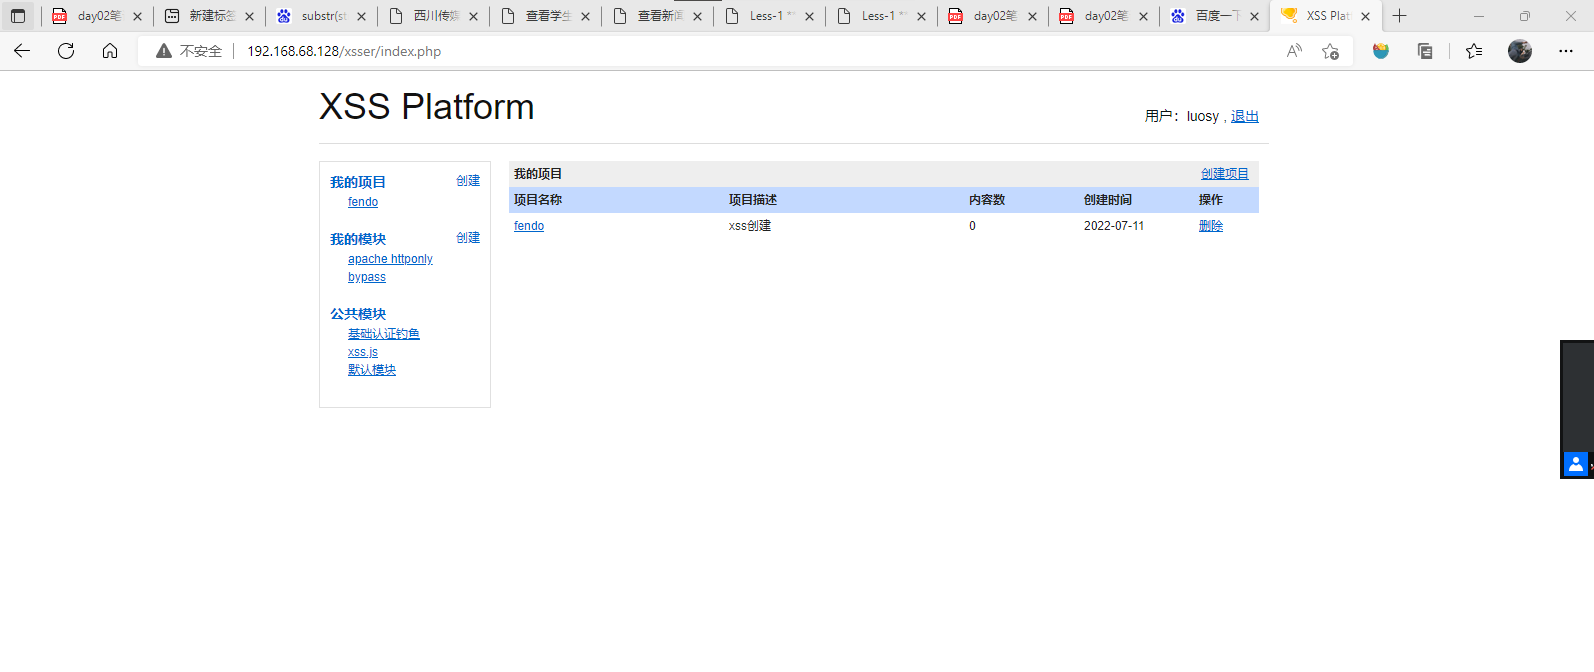 day02笔
新建标签
substr(st
西川传媒
查看学生
查看新闻
Less-1 **
Less-1 **
day02笔
day02笔
百度一下
XSS Plat
不安全 192.168.68.128/xsser/index.php
XSS Platform
用户：luosy , 退出
我的项目 创建
fendo
我的模块 创建
apache httponly
bypass
公共模块
基础认证钓鱼
xss.js
默认模块
我的项目 创建项目
项目名称 项目描述 内容数 创建时间 操作
fendo xss创建 0 2022-07-11 删除